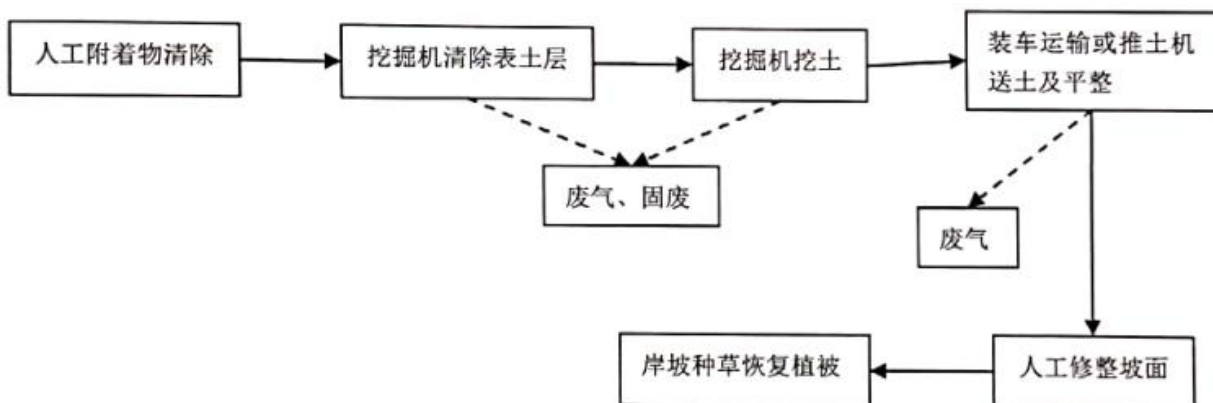 人工附着物清除
挖掘机清除表土层
挖掘机挖土
装车运输或推土机
送土及平整
废气、固废
废气
岸坡种草恢复植被
人工修整坡面